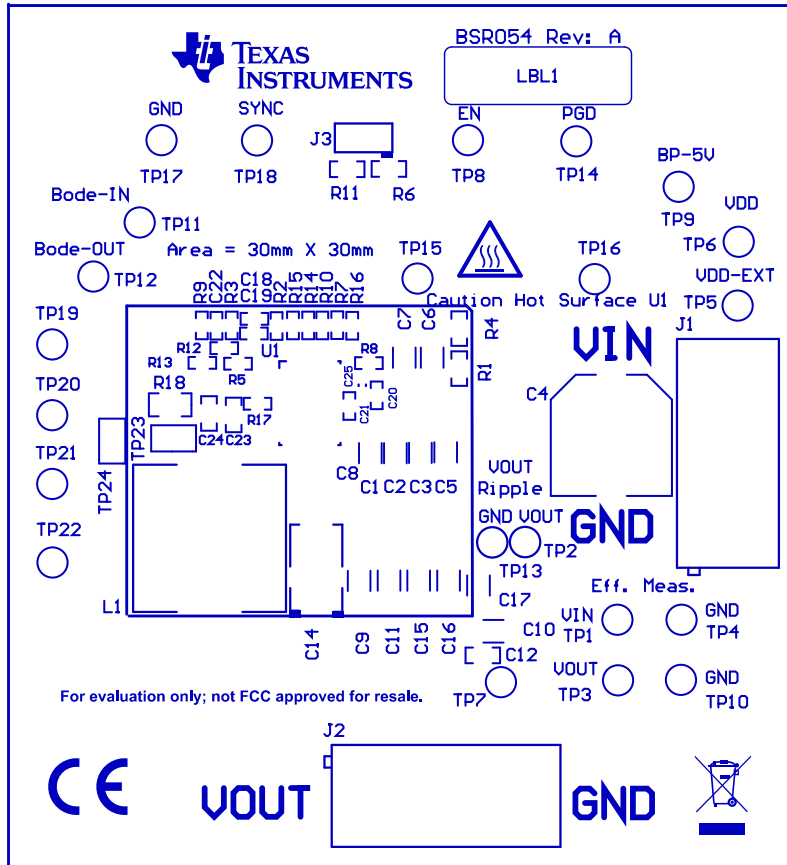 TEXAS
INSTRUMENTS
BSR054 Rev: A
LBL1
GND
SYNC
J3
EN
PGD
TP17
TP18
R11
R6
TP8
TP14
BP-5V
TP9
Bode-IN
TP11
VDD
TP6
Bode-OUT
TP12
Area = 30mm X 30mm
TP15
TP16
VDD-EXT
TP5
Caution Hot Surface U1
R9
C22
R3
C18
C19
R2
R15
R14
R10
R7
R16
C7
C6
R4
J1
TP19
R12
U1
R13
R5
R8
R1
VIN
TP20
R18
C25
C20
C21
R17
C4
TP23
C24
C23
TP21
TP24
C8
C1
C2
C3
C5
VOUT
Ripple
GND
VOUT
GND
TP22
TP13
TP2
L1
C14
C9
C11
C15
C16
C17
C10
C12
Eff. Meas.
VIN
TP1
GND
TP4
VOUT
TP3
GND
TP10
TP7
For evaluation only; not FCC approved for resale.
J2
CE
VOUT
GND